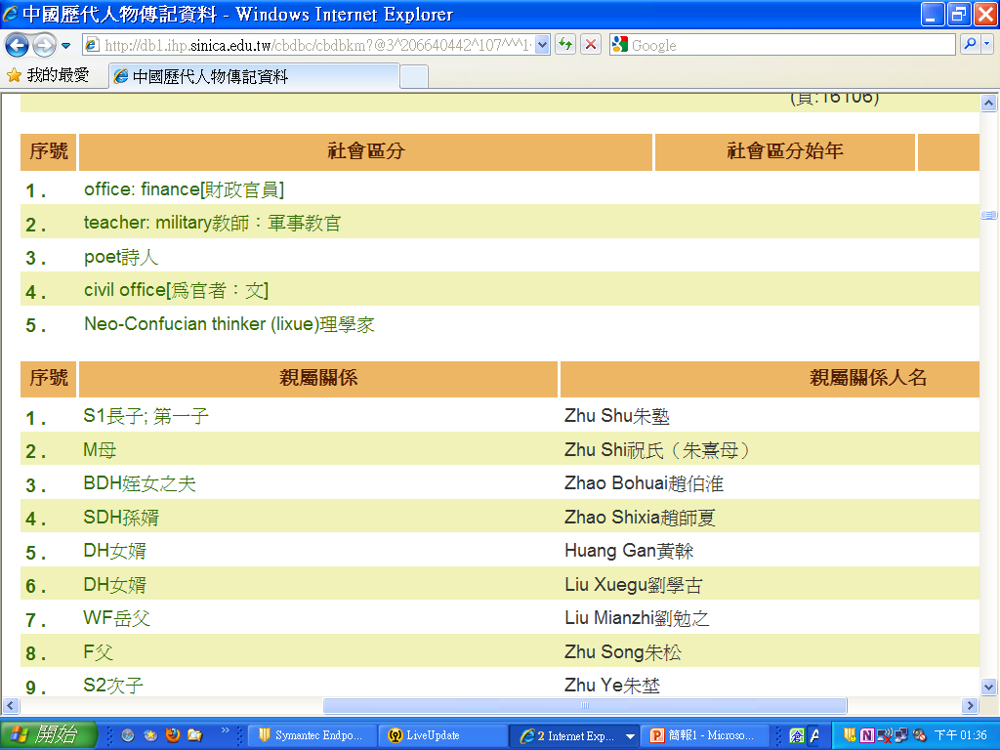 中國歷代人物傳記資料 - Windows Internet Explorer
http://db1.ihp.sinica.edu.tw/cbdbc/cbdbkm?@3^206640442^107^^^1
Google
我的最愛
中國歷代人物傳記資料
(頁:16106)
序號 社會區分 社會區分始年
1. office: finance[財政官員]
2. teacher: military教師：軍事教官
3. poet詩人
4. civil office[爲官者：文]
5. Neo-Confucian thinker (lixue)理學家
序號 親屬關係 親屬關係人名
1. S1長子; 第一子 Zhu Shu朱塾
2. M母 Zhu Shi祝氏（朱熹母）
3. BDH姪女之夫 Zhao Bohuai趙伯淮
4. SDH孫婿 Zhao Shixia趙師夏
5. DH女婿 Huang Gan黃榦
6. DH女婿 Liu Xuegu劉學古
7. WF岳父 Liu Mianzhi劉勉之
8. F父 Zhu Song朱松
9. S2次子 Zhu Ye朱埜
開始 Symantec Endpo... LiveUpdate 2 Internet Exp... 簡報1 - Microso... 倉 下午 01:36